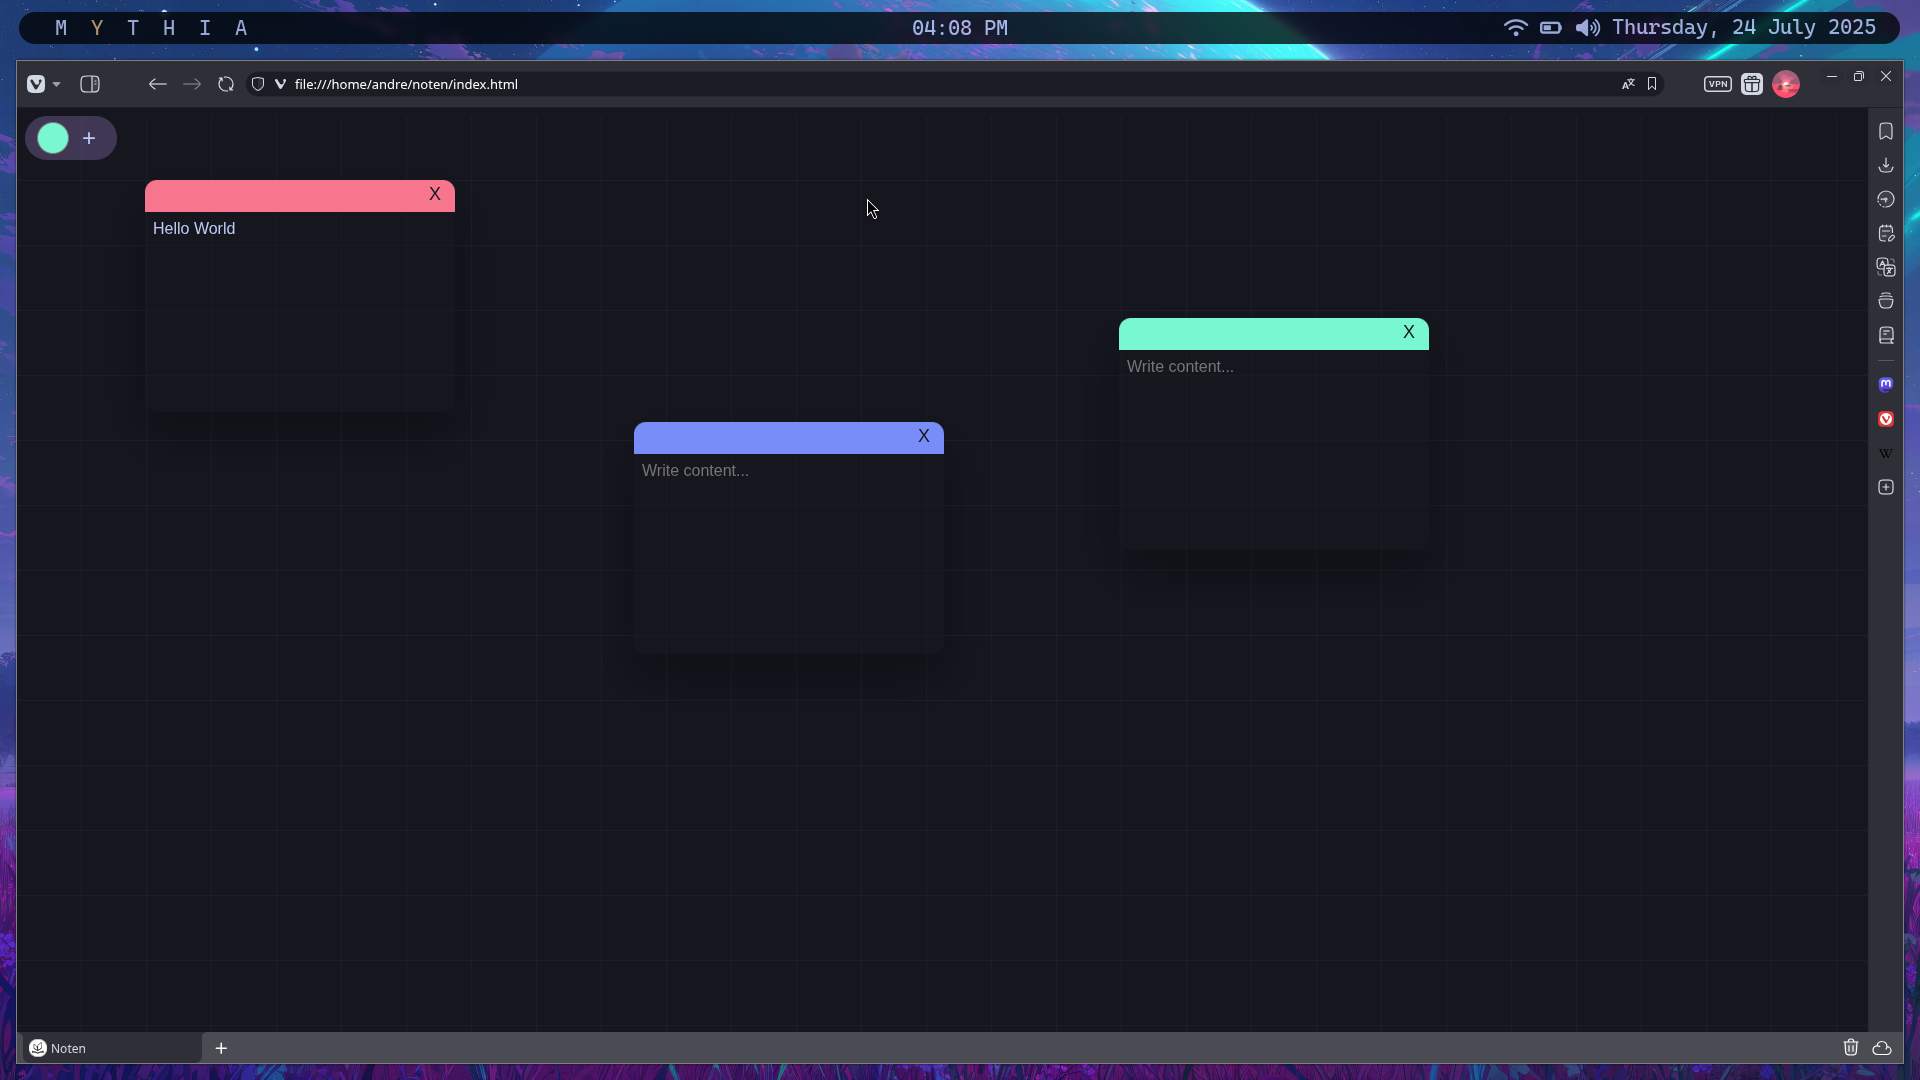 M Y T H I A
04:08 PM
Thursday, 24 July 2025
file:///home/andre/noten/index.html
VPN
+
X
Hello World
X
Write content...
X
Write content...
W
Noten
+